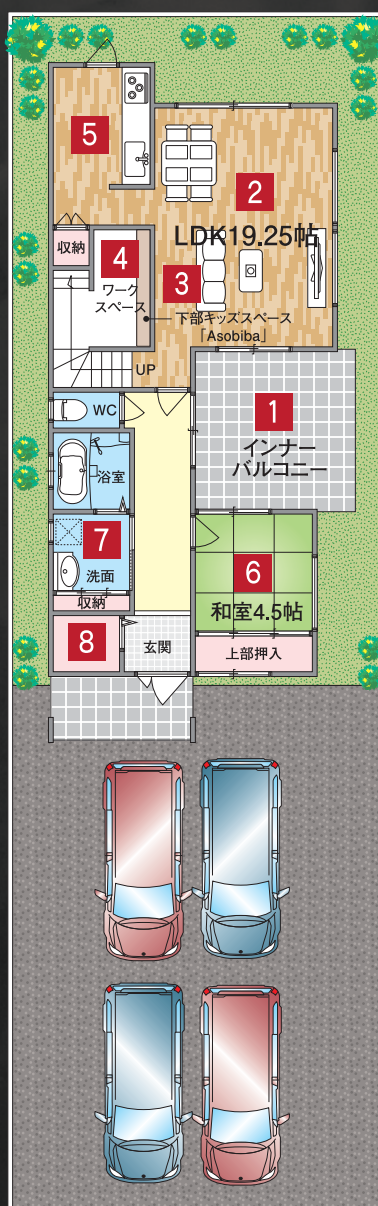 5
2
LDK19.25帖
収納
4
ワーク
スペース
3
下部キッズスペース
「Asobiba」
UP
WC
1
インナー
バルコニー
浴室
7
洗面
収納
6
和室4.5帖
8
玄関
上部押入